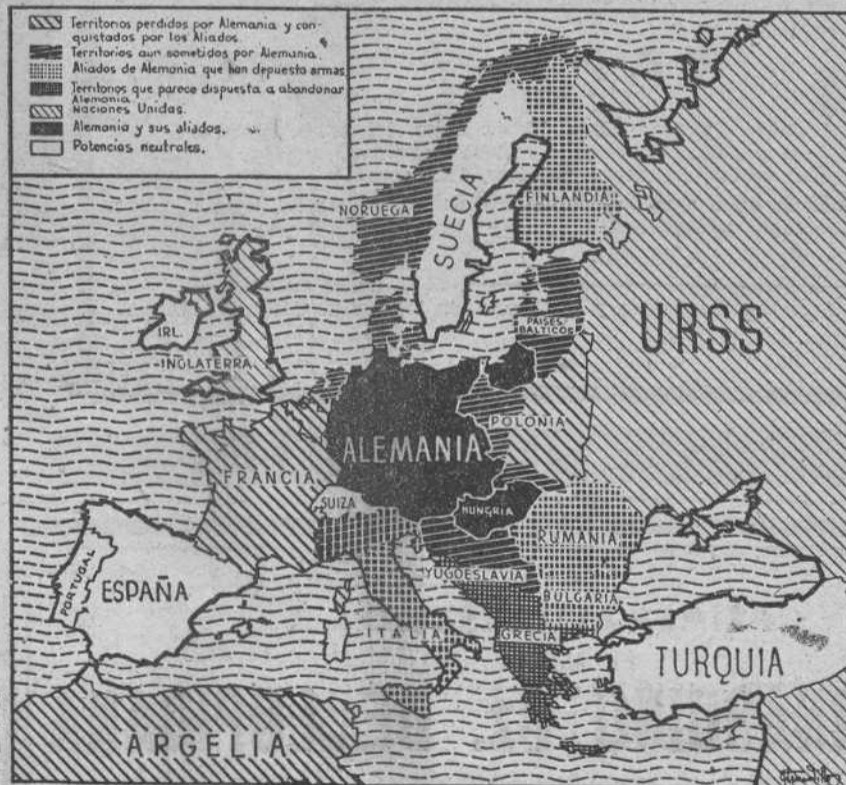 Territorios perdidos por Alemania y con-
quistados por los Aliados.
Territorios aun sometidos por Alemania.
Aliados de Alemania que han depuesto armas
Territorios que parece dispuesta a abandonar
Alemania
Naciones Unidas.
Alemania y sus aliados.
Potencias neutrales.
NORUEGA
SUECIA
FINLANDIA
URSS
PAISES
BALTICOS
IRL.
INGLATERRA
POLONIA
ALEMANIA
FRANCIA
SUIZA
HUNGRIA
RUMANIA
YUGOESLAVIA
BULGARIA
PORTUGAL
ESPAÑA
ITALIA
GRECIA
TURQUIA
ARGELIA